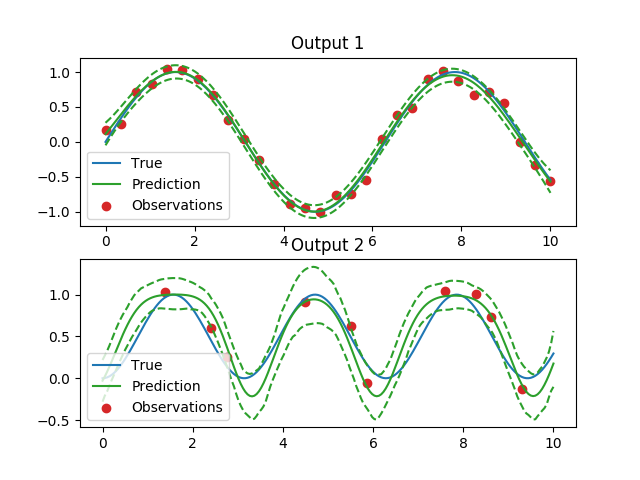 Output 1
1.0
0.5
0.0
−0.5
−1.0
True
Prediction
Observations
0 2 4 6 8 10
Output 2
1.0
0.5
0.0
−0.5
True
Prediction
Observations
0 2 4 6 8 10